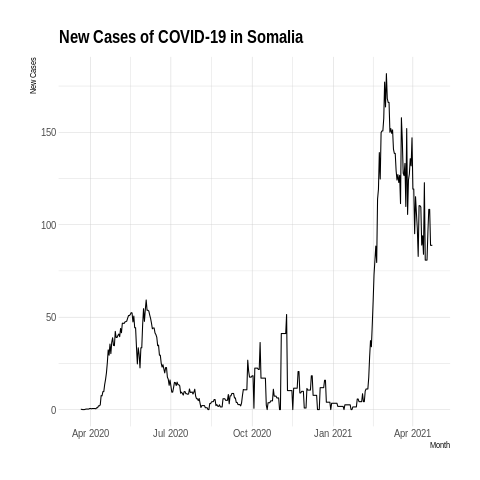 New Cases of COVID-19 in Somalia
New Cases
150
100
50
0
Apr 2020
Jul 2020
Oct 2020
Jan 2021
Apr 2021
Month